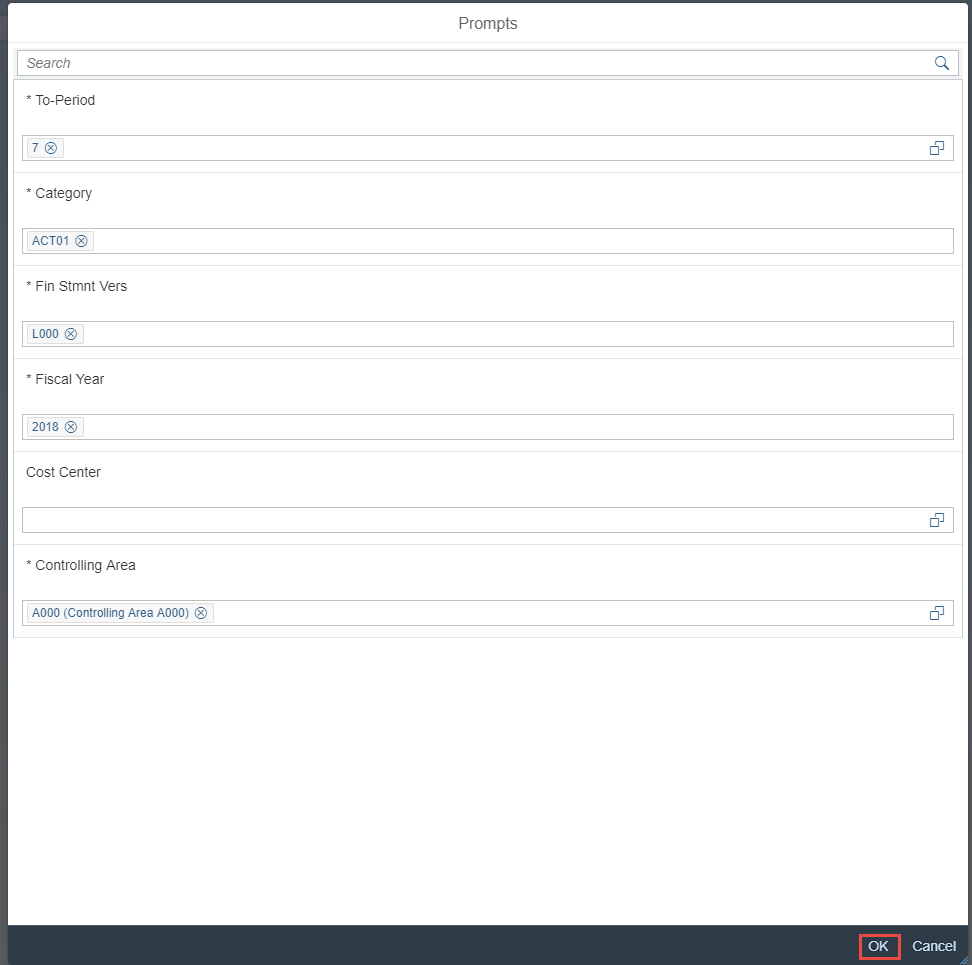 Prompts
Search
* To-Period
7
* Category
ACT01
* Fin Stmnt Vers
L000
* Fiscal Year
2018
Cost Center
* Controlling Area
A000 (Controlling Area A000)
OK Cancel